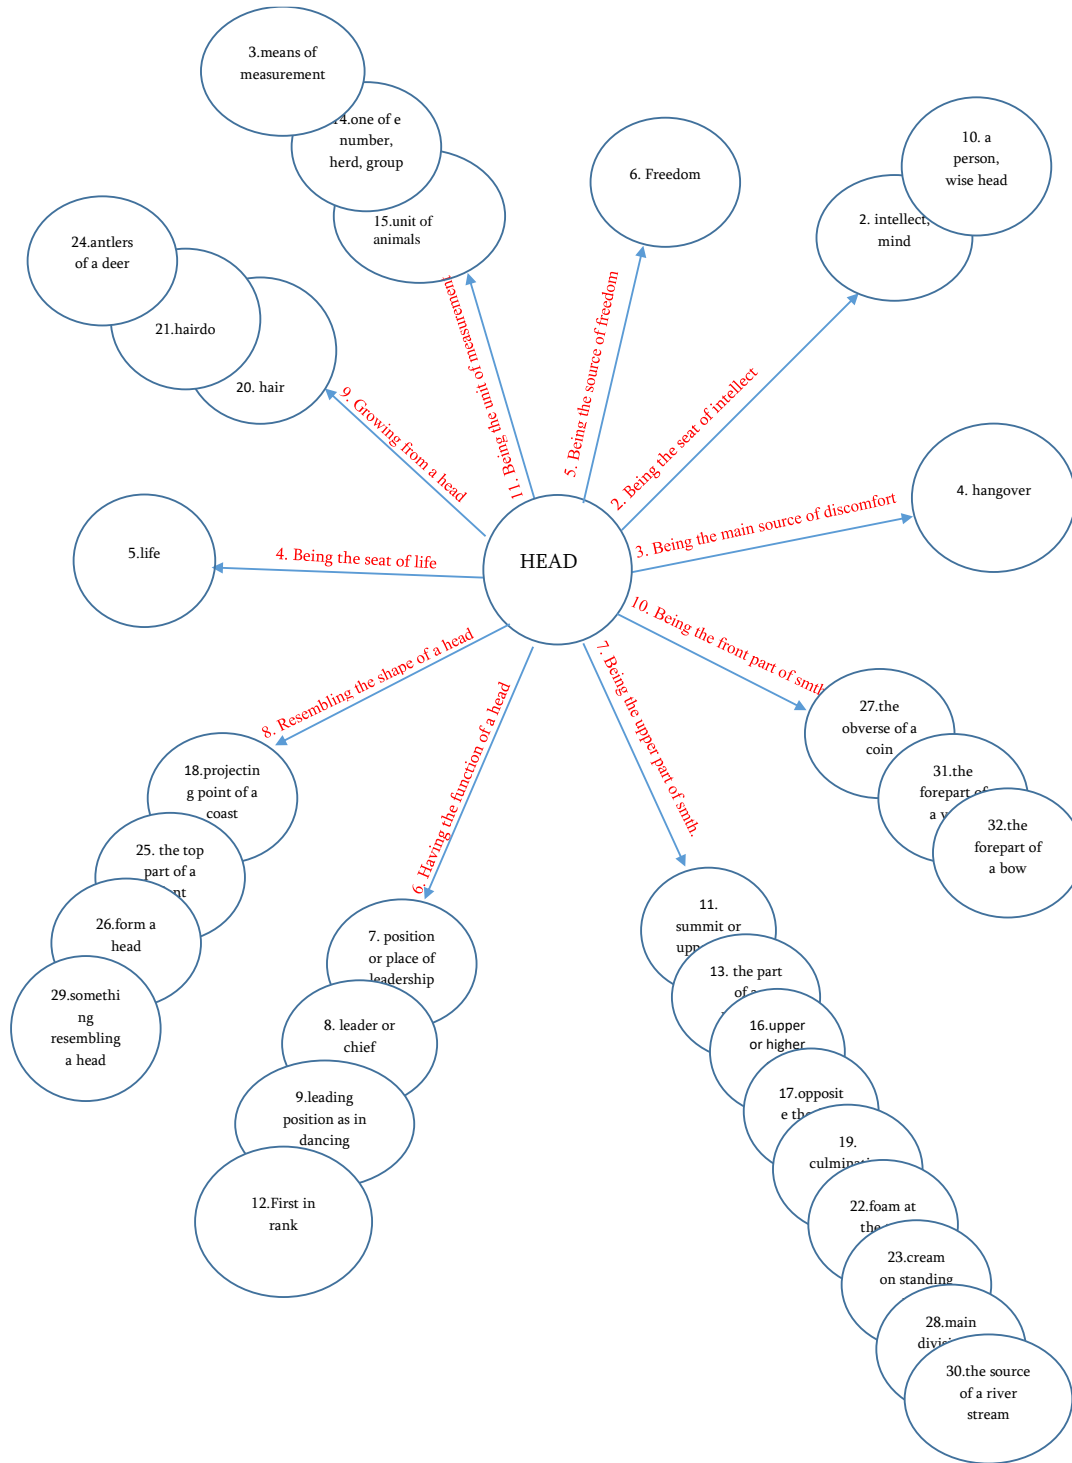 3.means of
measurement
14.one of e
number,
herd, group
15.unit of
animals
6. Freedom
10. a
person,
wise head
2. intellect,
mind
24.antlers
of a deer
21.hairdo
20. hair
11. Being the unit of measurement.
5. Being the source of freedom
2. Being the seat of intellect
9. Growing from a head
4. hangover
3. Being the main source of discomfort
5.life
4. Being the seat of life
HEAD
10. Being the front part of smth
8. Resembling the shape of a head
6. Having the function of a head
7. Being the upper part of smth.
27.the
obverse of a
coin
31.the
forepart of
a
32.the
forepart of
a bow
18.projectin
g point of a
coast
25. the top
part of a
26.form a
head
29.somethi
ng
resembling
a head
7. position
or place of
leadership
8. leader or
chief
9.leading
position as in
dancing
12.First in
rank
11.
summit or
13. the part
of
16.upper
or higher
17.opposit
e
19.
22.foam at
the
23.cream
on standing
28.main
30.the source
of a river
stream